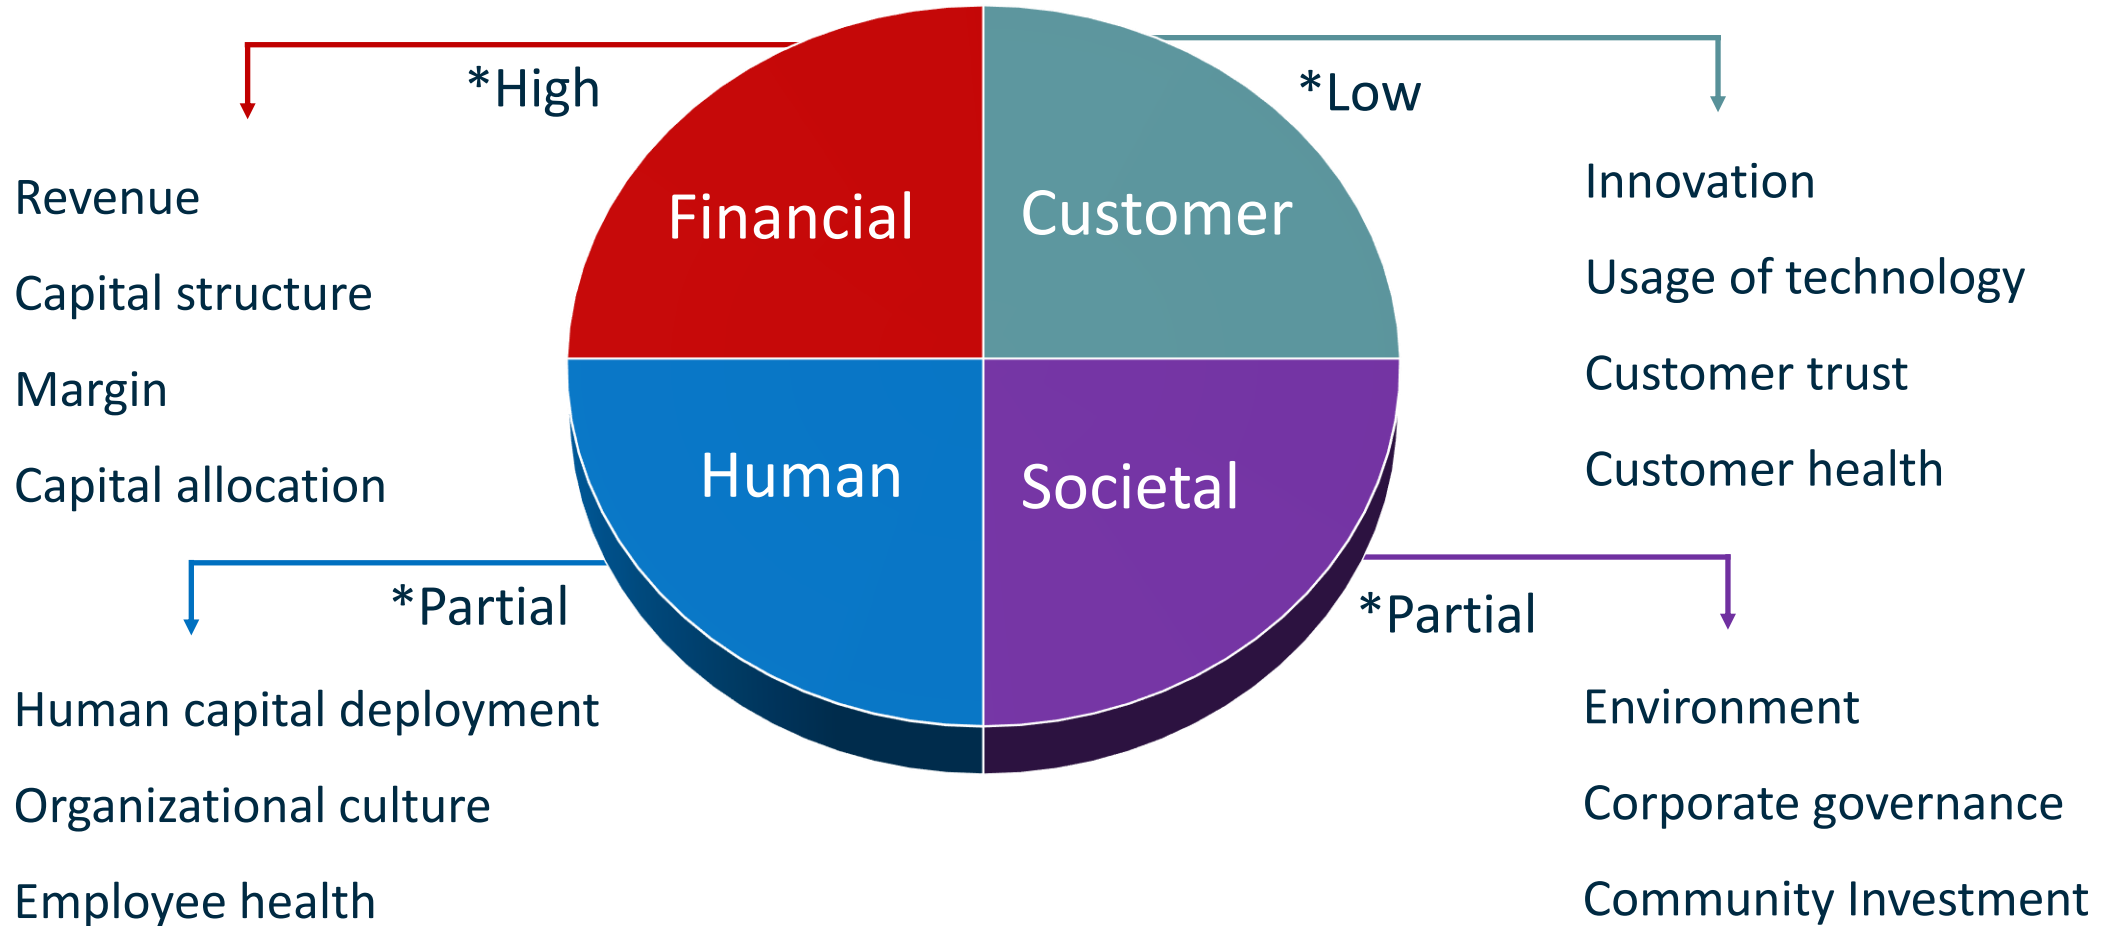 *High
*Low
Revenue
Capital structure
Margin
Capital allocation
Financial
Customer
Innovation
Usage of technology
Customer trust
Customer health
Human
Societal
*Partial
*Partial
Human capital deployment
Organizational culture
Employee health
Environment
Corporate governance
Community Investment